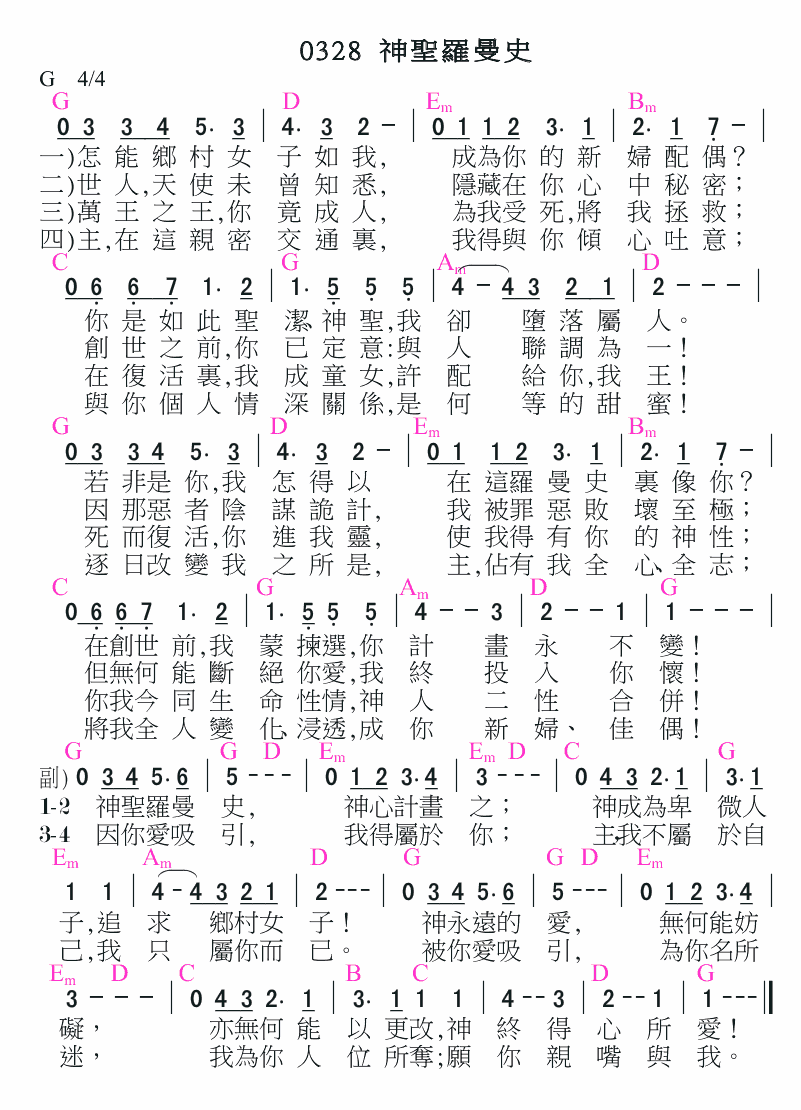 0328 神聖羅曼史
G 4/4
G D Em Bm
0 3 3 4 5· 3 | 4· 3 2 - | 0 1 1 2 3· 1 | 2· 1 7 - |
一)怎能鄉村女子如我, 成為你的新婦配偶？
二)世人,天使未曾知悉, 隱藏在你心中秘密；
三)萬王之王,你竟成人, 為我受死,將我拯救；
四)主,在這親密交通裏, 我得與你傾心吐意；
C G Am D
0 6 6 7 1· 2 | 1· 5 5 5 | 4 - 4 3 2 1 | 2 - - - |
你是如此聖潔、神聖,我卻墮落屬人。
創世之前,你已定意:與人聯調為一！
在復活裏,我成童女,許配給你,我王！
與你個人情深關係,是何等的甜蜜！
G D Em Bm
0 3 3 4 5· 3 | 4· 3 2 - | 0 1 1 2 3· 1 | 2· 1 7 - |
若非是你,我怎得以在這羅曼史裏像你？
因那惡者陰謀詭計, 我被罪惡敗壞至極；
死而復活,你進我靈, 使我得有你的神性；
逐日改變我之所是, 主,佔有我全心、全志；
C G Am D G
0 6 6 7 1· 2 | 1· 5 5 5 | 4 - - 3 | 2 - - 1 | 1 - - - |
在創世前,我蒙揀選,你計畫永不變！
但無何能斷絕你愛,我終投入你懷！
你我今同生命性情,神人二性合併！
將我全人變化、浸透,成你新婦、佳偶！
G G D Em Em D C G
副) 0 3 4 5· 6 | 5 - - - | 0 1 2 3· 4 | 3 - - - | 0 4 3 2· 1 | 3· 1
1-2 神聖羅曼史, 神心計畫之； 神成為卑微人
3-4 因你愛吸引, 我得屬於你； 主,我不屬於自
Em Am D G G D Em
1 1 | 4 - 4 3 2 1 | 2 - - - | 0 3 4 5· 6 | 5 - - - | 0 1 2 3· 4 |
子,追求鄉村女子！ 神永遠的愛, 無何能妨
己,我只屬你而已。 被你愛吸引, 為你名所
Em D C B C D G
3 - - - | 0 4 3 2· 1 | 3· 1 1 1 | 4 - - 3 | 2 - - 1 | 1 - - - ||
礙， 亦無何能以更改,神終得心所愛！
迷， 我為你人位所奪;願你親嘴與我。